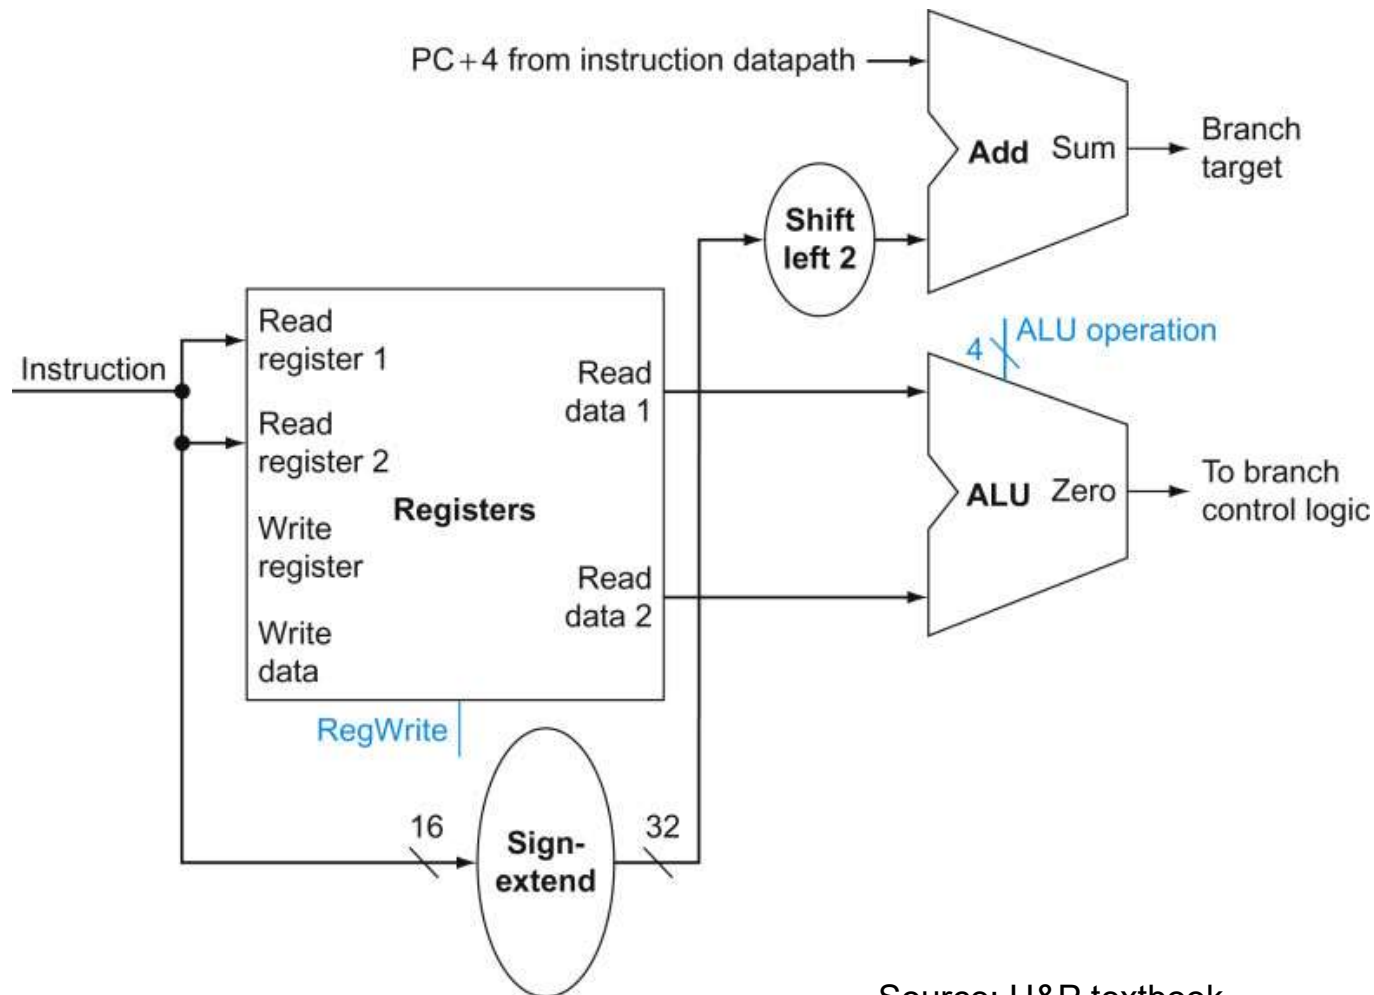 PC+4 from instruction datapath
Add Sum
Branch
target
Shift
left 2
ALU operation
4
Instruction
Read
register 1
Read
data 1
Read
register 2
Registers
ALU Zero
To branch
control logic
Write
register
Read
data 2
Write
data
RegWrite
16
32
Sign-
extend
Source: H&P textbook